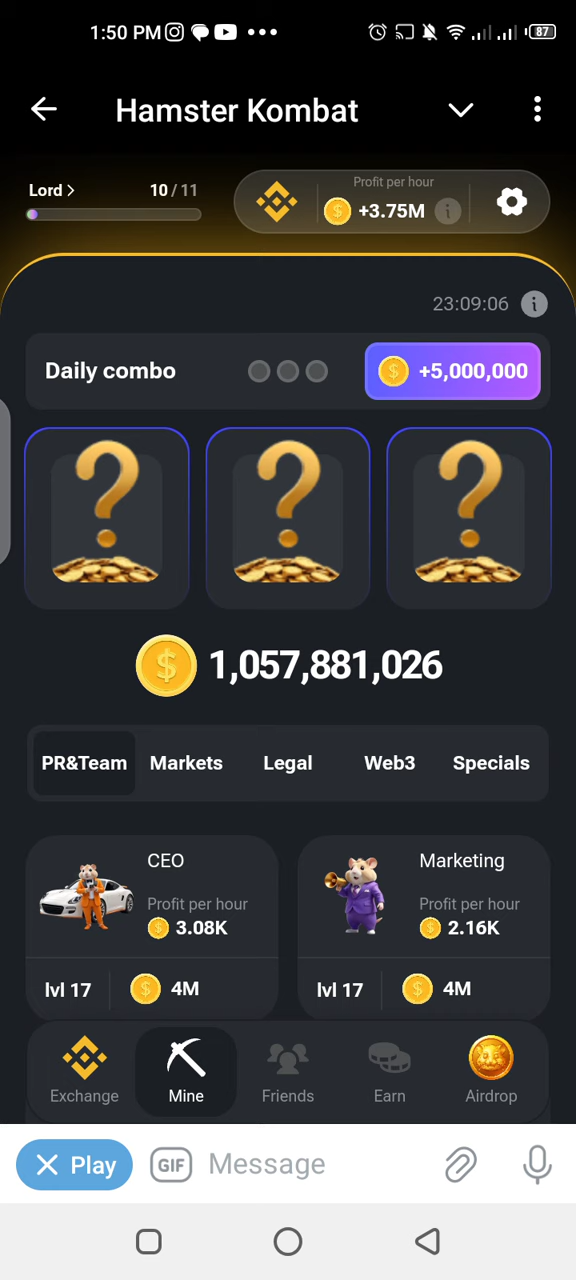 1:50 PM
87
Hamster Kombat
Lord >
10 / 11
Profit per hour
+3.75M
23:09:06
Daily combo
+5,000,000
1,057,881,026
PR&Team
Markets
Legal
Web3
Specials
CEO
Profit per hour
3.08K
lvl 17
4M
Marketing
Profit per hour
2.16K
lvl 17
4M
Exchange
Mine
Friends
Earn
Airdrop
Play
GIF
Message